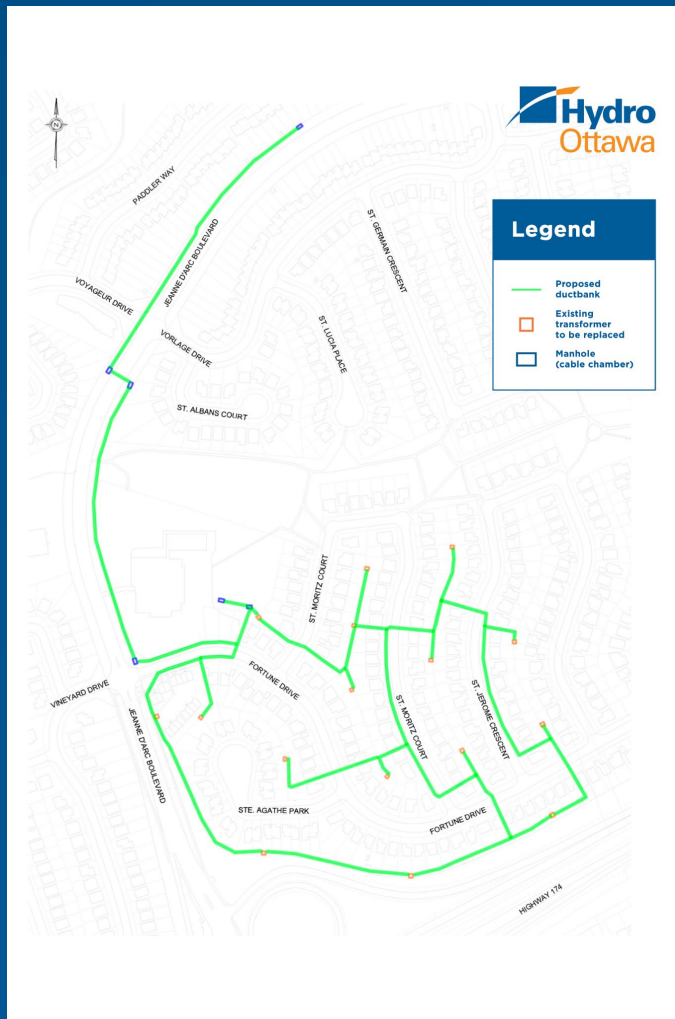 Hydro
Ottawa
N
Legend
Proposed
ductbank
Existing
transformer
to be replaced
Manhole
(cable chamber)
PADDLER WAY
JEANNE D'ARC BOULEVARD
ST. GERMAIN CRESCENT
VOYAGEUR DRIVE
VORLAGE DRIVE
ST. LUCIA PLACE
ST. ALBANS COURT
ST. MORITZ COURT
FORTUNE DRIVE
VINEYARD DRIVE
JEANNE D'ARC BOULEVARD
ST. MORITZ COURT
ST. JEROME CRESCENT
STE. AGATHE PARK
FORTUNE DRIVE
HIGHWAY 174